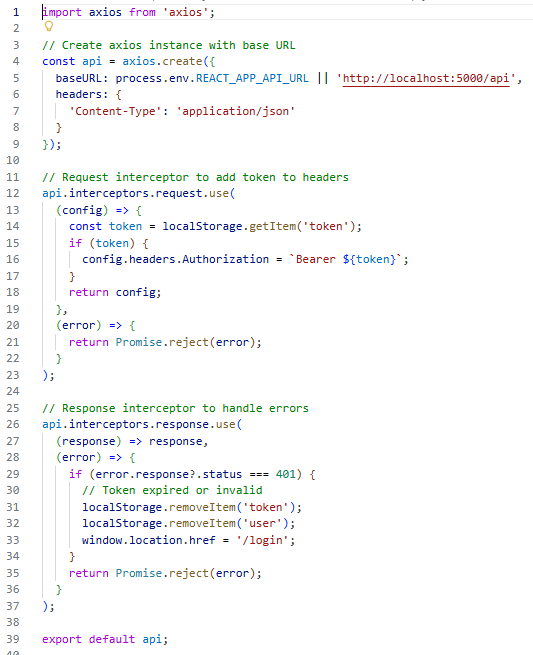 1 import axios from 'axios';
2
3 // Create axios instance with base URL
4 const api = axios.create({
5   baseURL: process.env.REACT_APP_API_URL || 'http://localhost:5000/api',
6   headers: {
7     'Content-Type': 'application/json'
8   }
9 });
10
11 // Request interceptor to add token to headers
12 api.interceptors.request.use(
13   (config) => {
14     const token = localStorage.getItem('token');
15     if (token) {
16       config.headers.Authorization = `Bearer ${token}`;
17     }
18     return config;
19   },
20   (error) => {
21     return Promise.reject(error);
22   }
23 );
24
25 // Response interceptor to handle errors
26 api.interceptors.response.use(
27   (response) => response,
28   (error) => {
29     if (error.response?.status === 401) {
30       // Token expired or invalid
31       localStorage.removeItem('token');
32       localStorage.removeItem('user');
33       window.location.href = '/login';
34     }
35     return Promise.reject(error);
36   }
37 );
38
39 export default api;
40